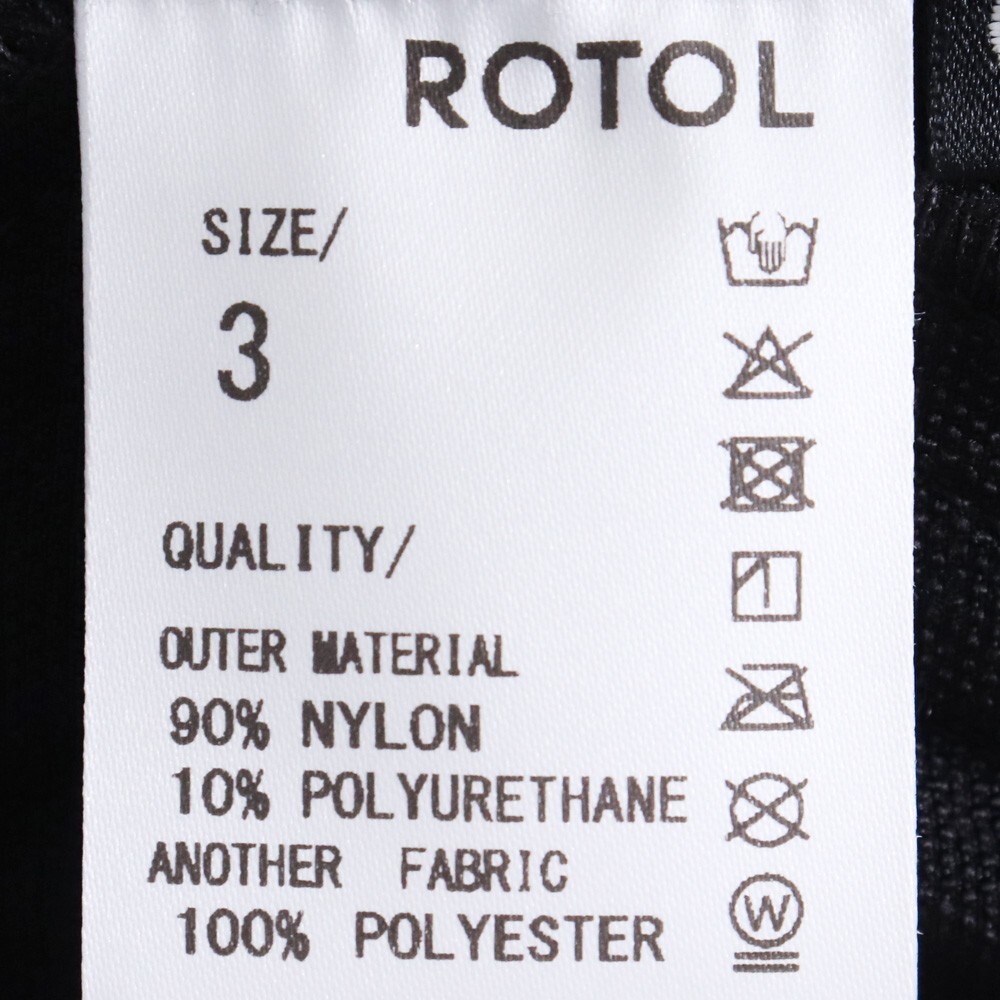 ROTOL
SIZE/
3
QUALITY/
OUTER MATERIAL
90% NYLON
10% POLYURETHANE
ANOTHER FABRIC
100% POLYESTER
W